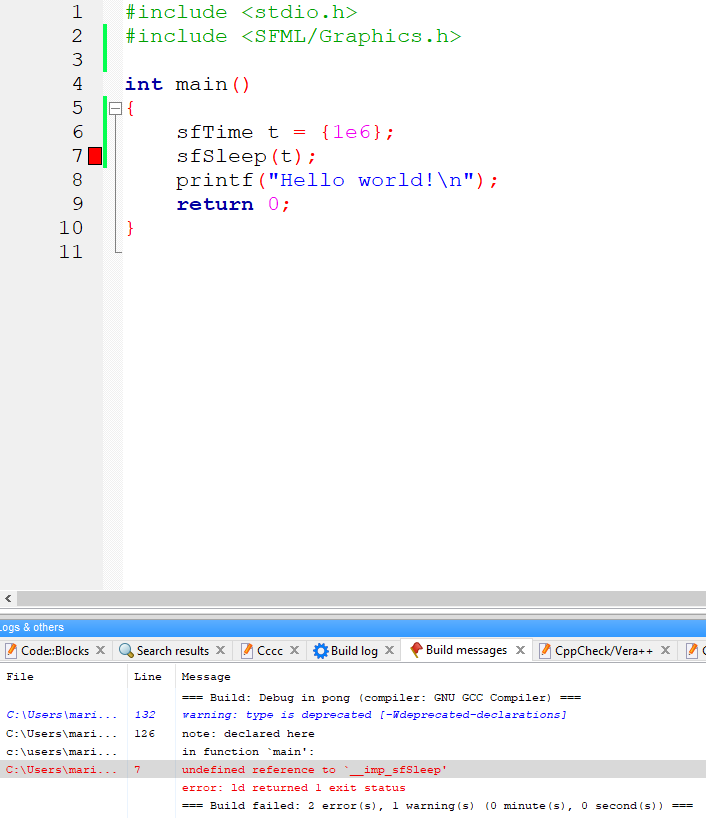 1 #include <stdio.h>
2 #include <SFML/Graphics.h>
3
4 int main()
5 {
6 sfTime t = {1e6};
7 sfSleep(t);
8 printf("Hello world!\n");
9 return 0;
10 }
11
Logs & others
Code::Blocks Search results Cccc Build log Build messages CppCheck/Vera++
File Line Message
=== Build: Debug in pong (compiler: GNU GCC Compiler) ===
C:\Users\mari... 132 warning: type is deprecated [-Wdeprecated-declarations]
C:\Users\mari... 126 note: declared here
c:\users\mari... in function `main':
C:\Users\mari... 7 undefined reference to `__imp_sfSleep'
error: ld returned 1 exit status
=== Build failed: 2 error(s), 1 warning(s) (0 minute(s), 0 second(s)) ===